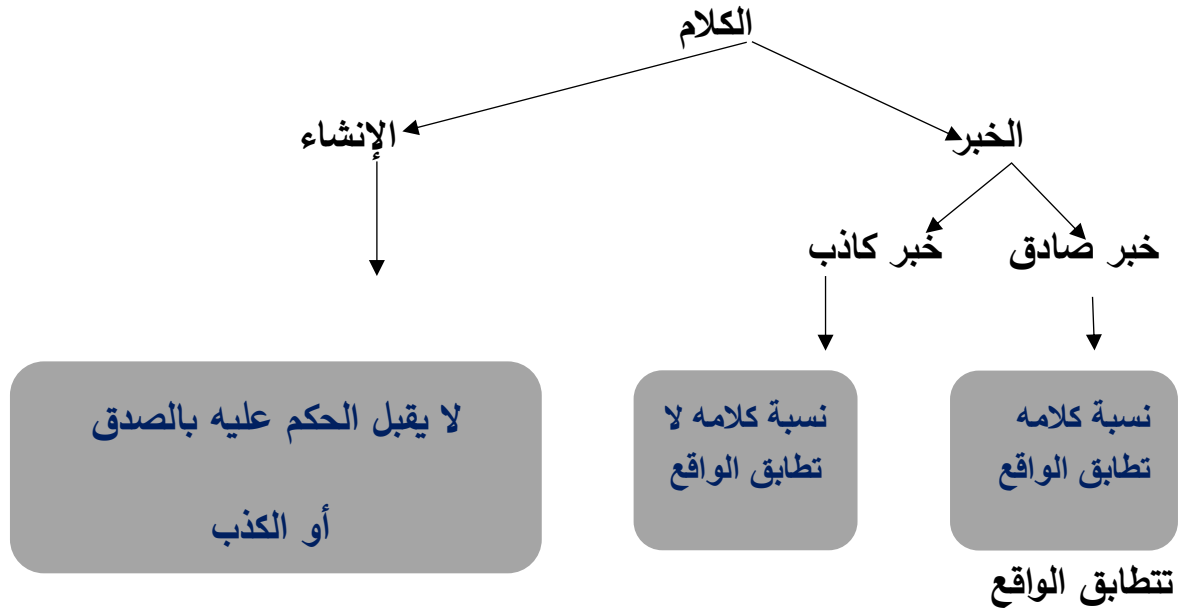 الكلام
الخبر
الإنشاء
خبر صادق
خبر كاذب
نسبة كلامه
تطابق الواقع
نسبة كلامه لا
تطابق الواقع
لا يقبل الحكم عليه بالصدق
أو الكذب
تتطابق الواقع